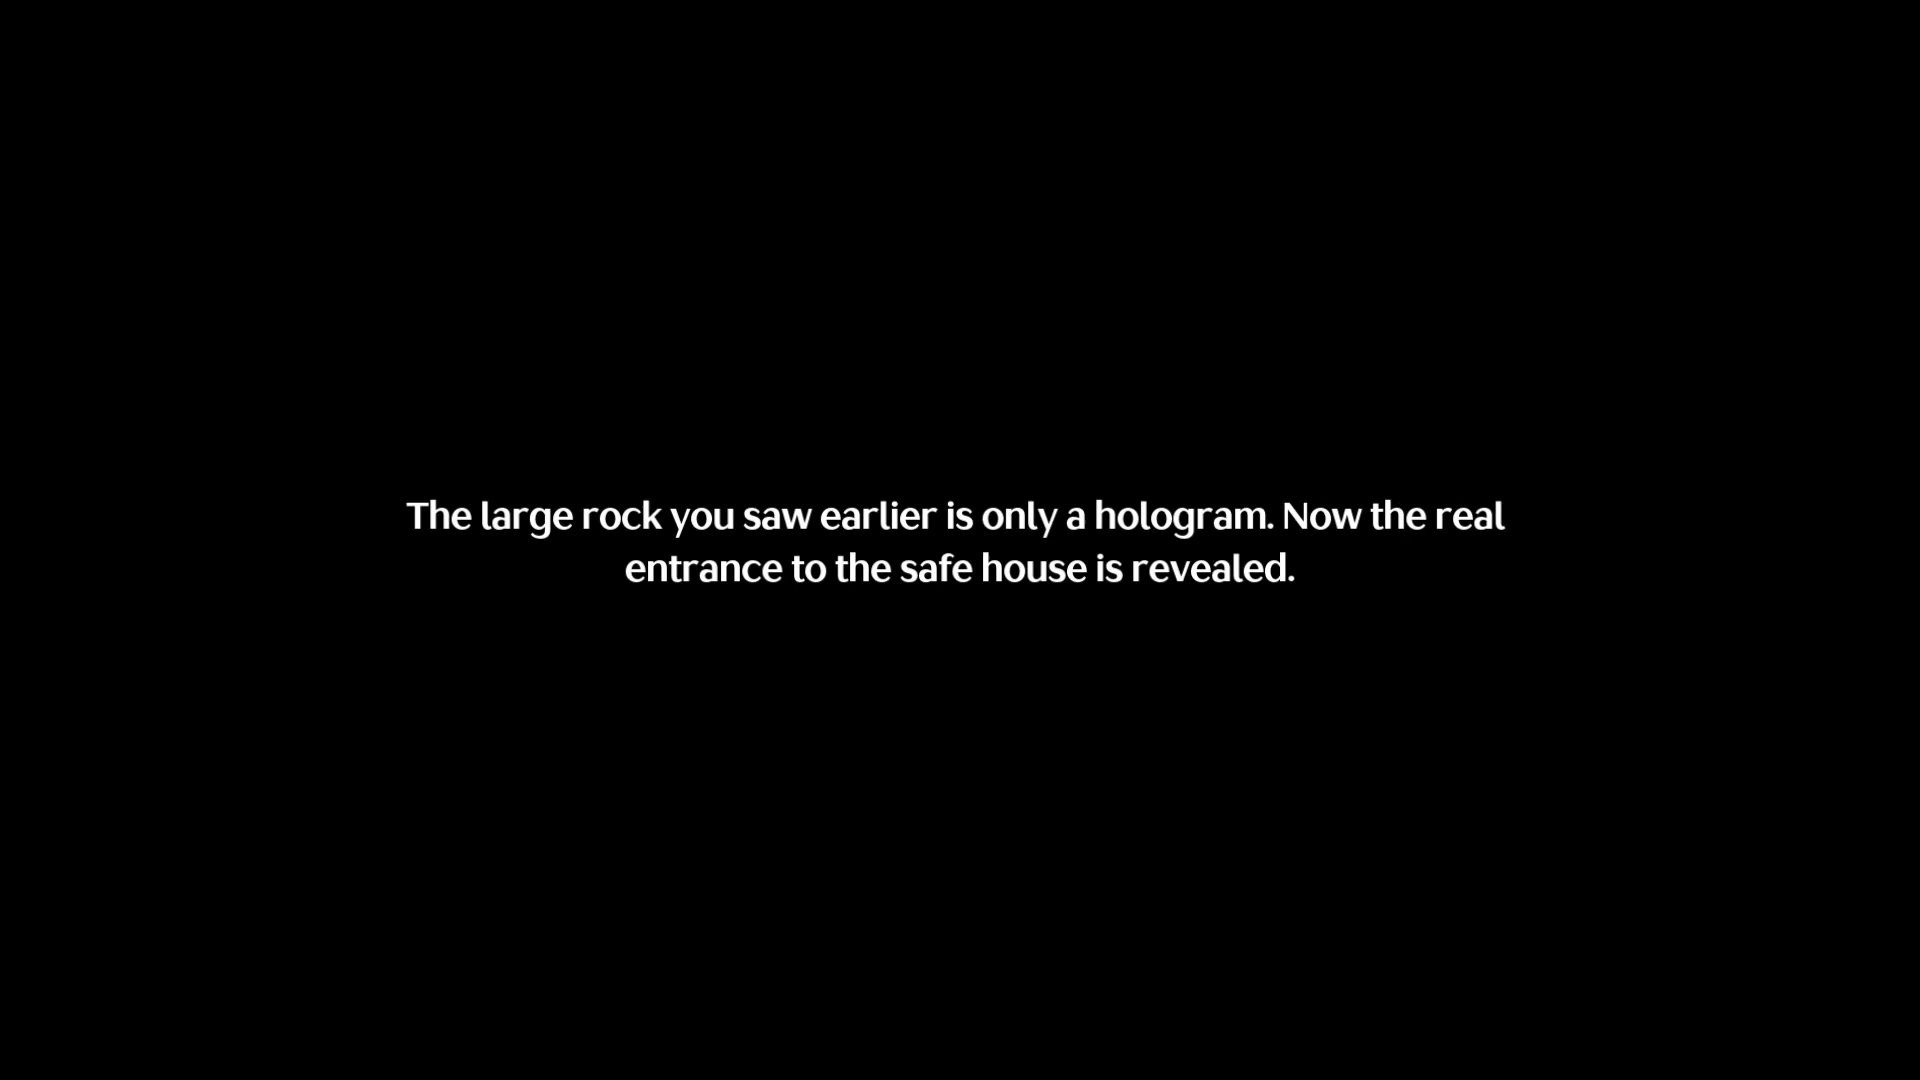 The large rock you saw earlier is only a hologram. Now the real
entrance to the safe house is revealed.